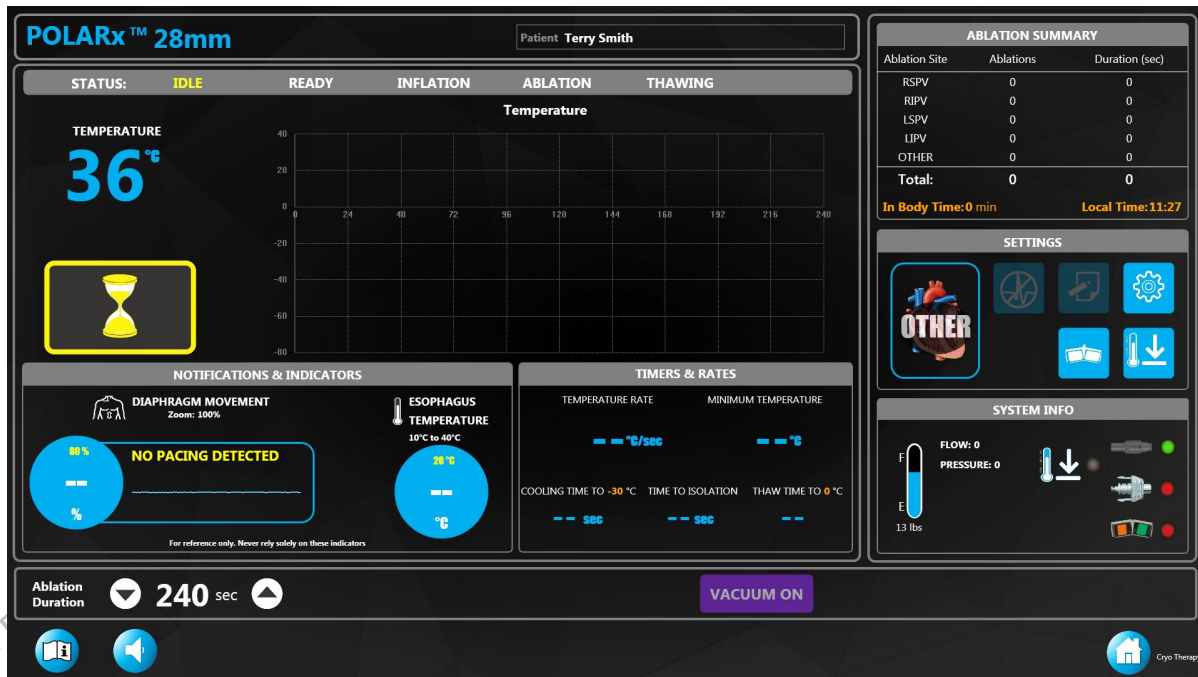 POLARx™ 28mm
Patient Terry Smith
STATUS: IDLE READY INFLATION ABLATION THAWING
TEMPERATURE
36°C
Temperature
40
20
0
-20
-40
-60
-80
0 24 48 72 96 120 144 168 192 216 240
NOTIFICATIONS & INDICATORS
DIAPHRAGM MOVEMENT
Zoom: 100%
80 %
--
%
NO PACING DETECTED
ESOPHAGUS
TEMPERATURE
10°C to 40°C
20 °C
--
°C
For reference only. Never rely solely on these indicators
TIMERS & RATES
TEMPERATURE RATE MINIMUM TEMPERATURE
-- °C/sec -- °C
COOLING TIME TO -30 °C TIME TO ISOLATION THAW TIME TO 0 °C
-- sec -- sec --
ABLATION SUMMARY
Ablation Site Ablations Duration (sec)
RSPV 0 0
RIPV 0 0
LSPV 0 0
LIPV 0 0
OTHER 0 0
Total: 0 0
In Body Time:0 min Local Time:11:27
SETTINGS
OTHER
SYSTEM INFO
F
E
13 lbs
FLOW: 0
PRESSURE: 0
Ablation
Duration
240 sec
VACUUM ON
Cryo Therapy